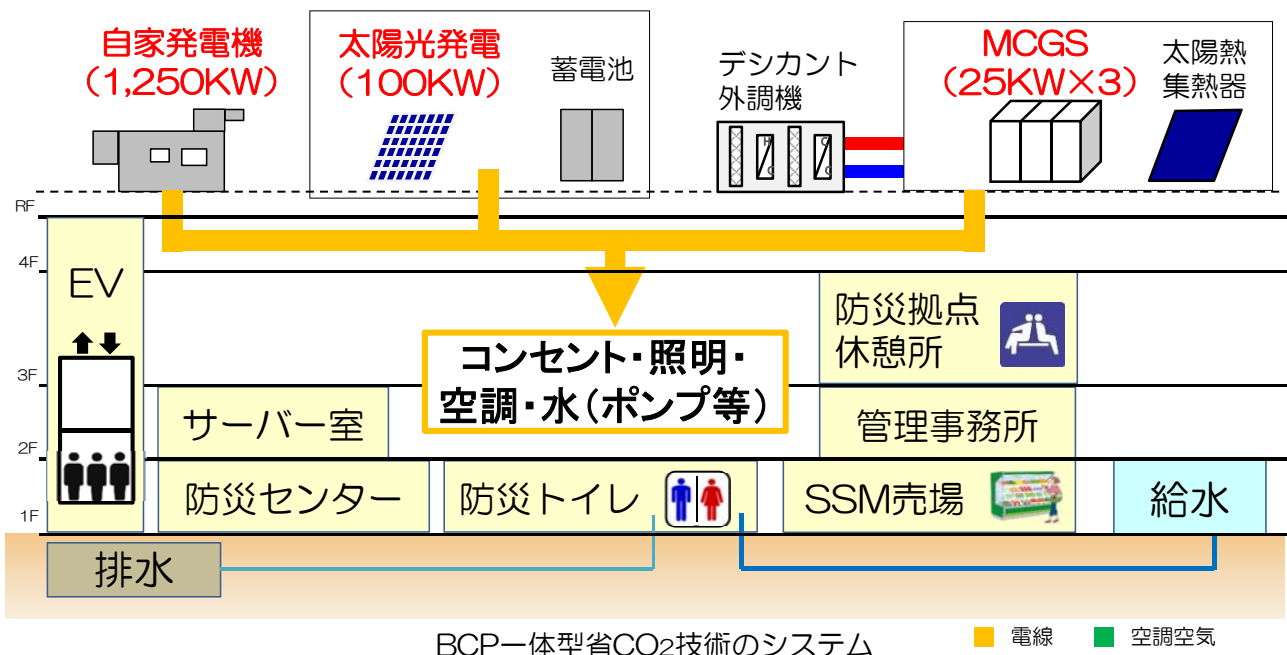 自家発電機
(1,250KW)
太陽光発電
(100KW)
蓄電池
デシカント
外調機
MCGS
(25KW×3)
太陽熱
集熱器
RF
4F
3F
2F
1F
EV
コンセント・照明・
空調・水(ポンプ等)
防災拠点
休憩所
サーバー室
管理事務所
防災センター
防災トイレ
SSM売場
給水
排水
BCP一体型省CO2技術のシステム
電線
空調空気